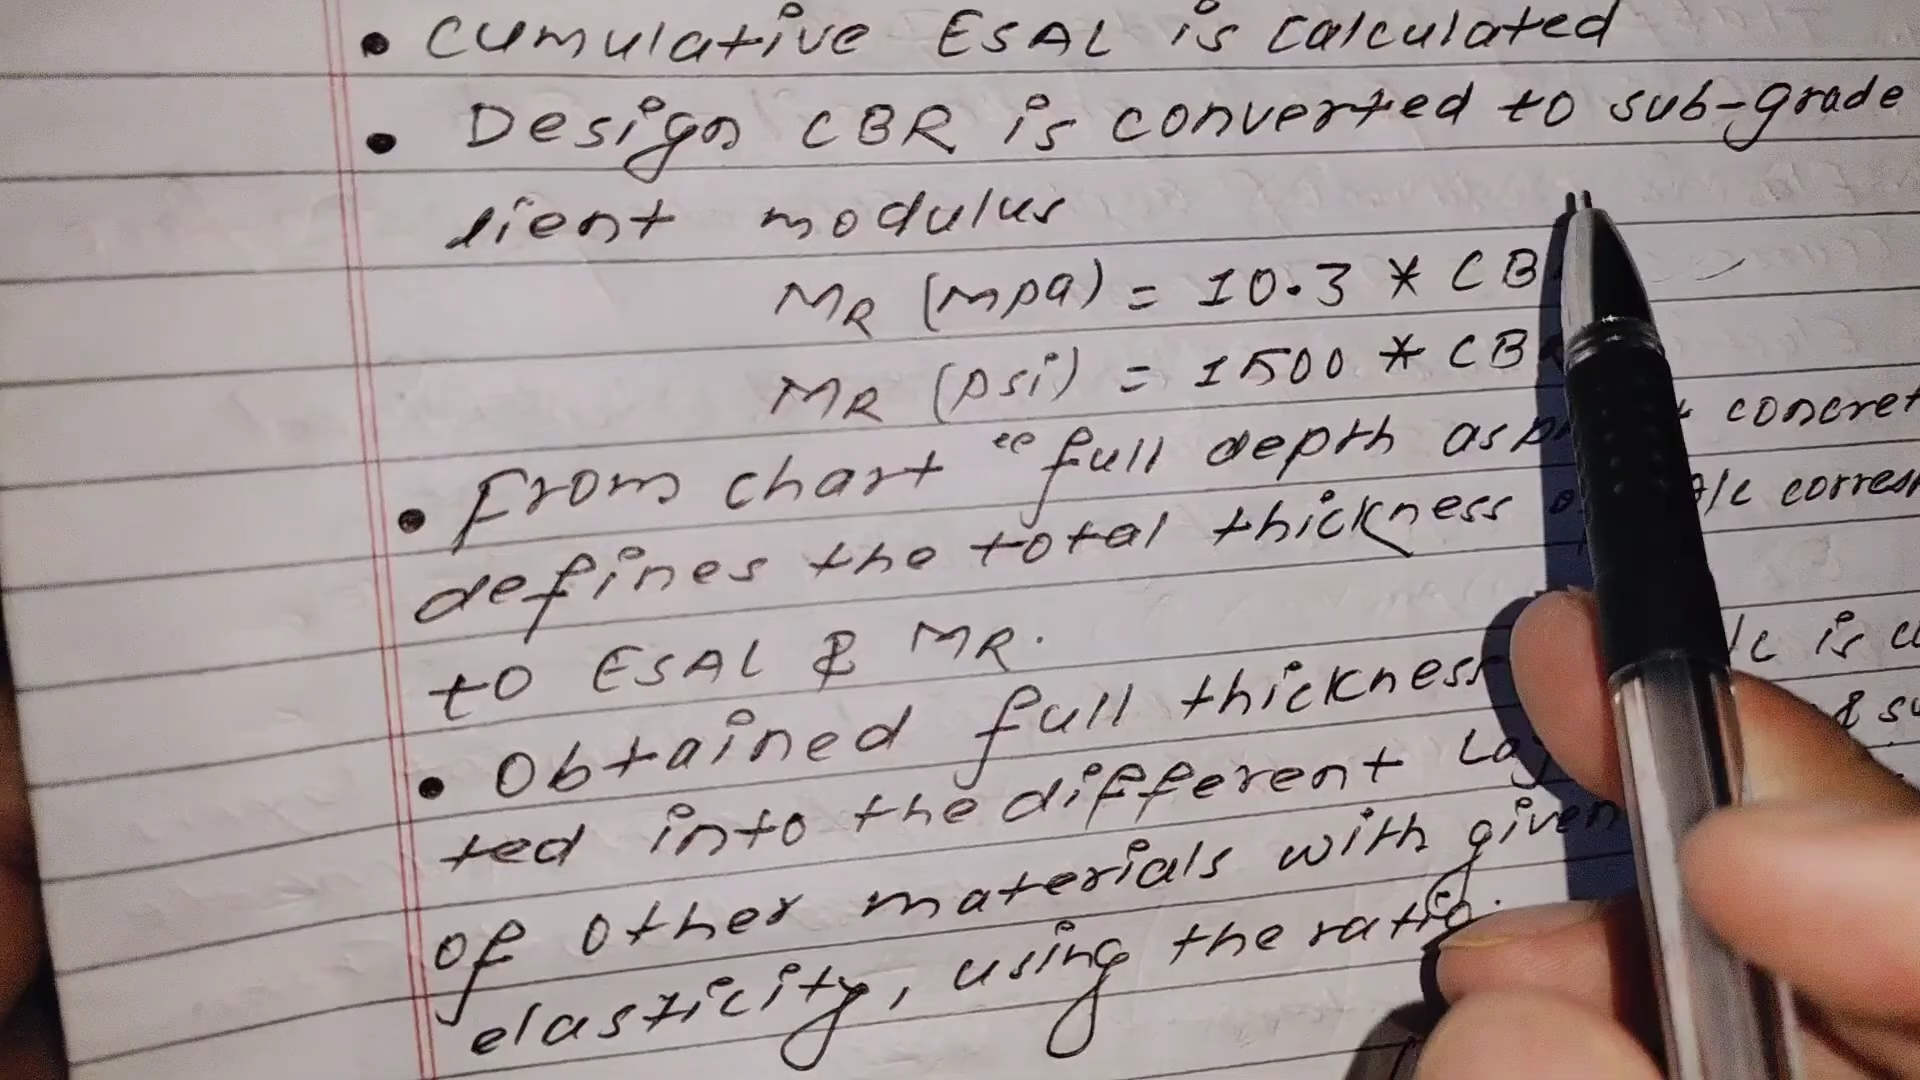 • Cumulative ESAL is calculated
• Design CBR is converted to sub-grade
lient modulus
MR (mpa) = 10.3 * CB
MR (psi) = 1500 * CBR
• From chart "full depth concret
defines the total thickness A/c corres
to ESAL & MR.
• Obtained full thickness is
ted into the different
of other materials with given
elasticity, using the ratio.